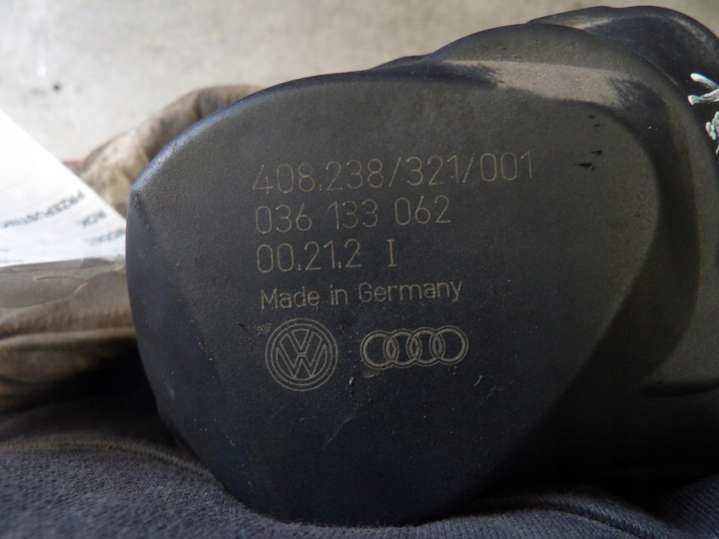 408.238/321/001
036 133 062
00.21.2 I
Made in Germany
VW